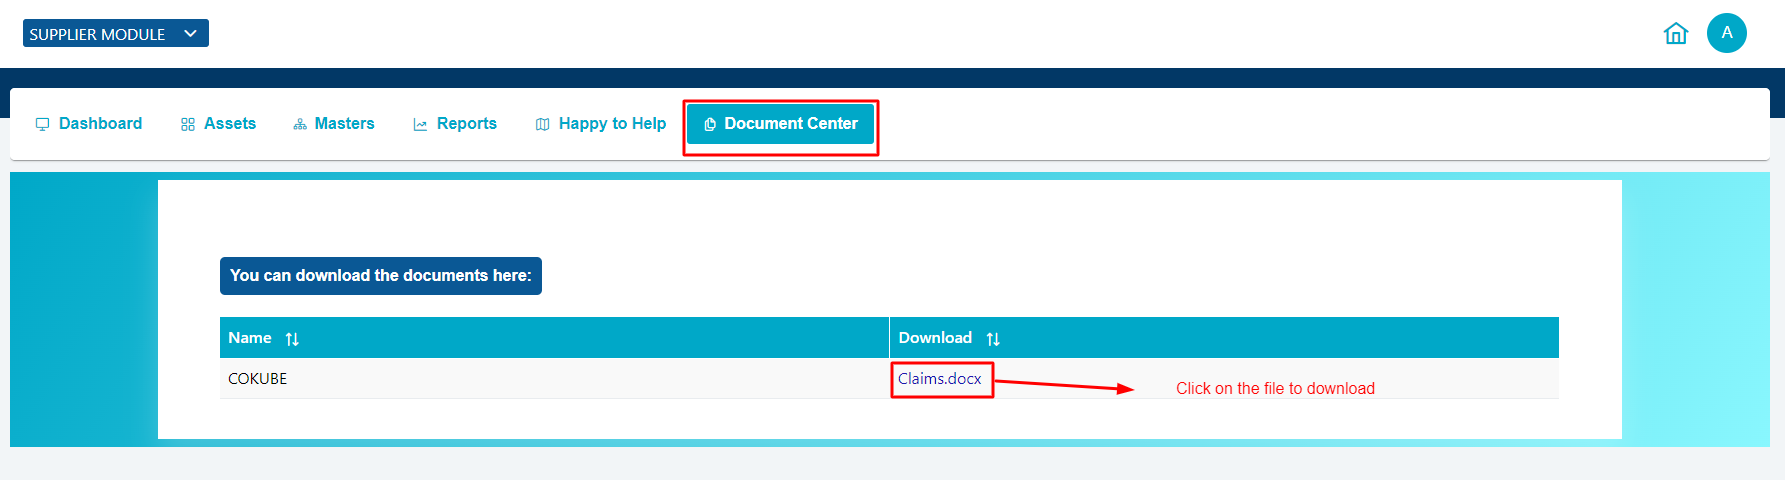 SUPPLIER MODULE
A
Dashboard
Assets
Masters
Reports
Happy to Help
Document Center
You can download the documents here:
Name
Download
COKUBE
Claims.docx
Click on the file to download